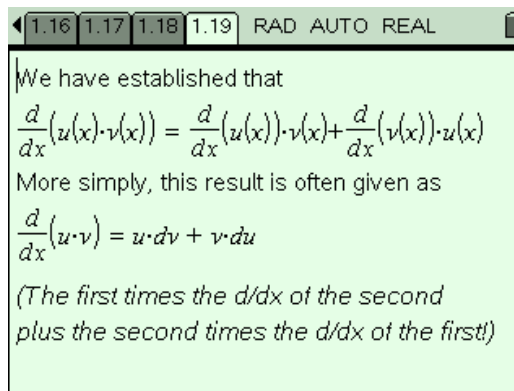 1.16 1.17 1.18 1.19 RAD AUTO REAL
We have established that
d/dx(u(x)·v(x)) = d/dx(u(x))·v(x)+d/dx(v(x))·u(x)
More simply, this result is often given as
d/dx(u·v) = u·dv + v·du
(The first times the d/dx of the second
plus the second times the d/dx of the first!)